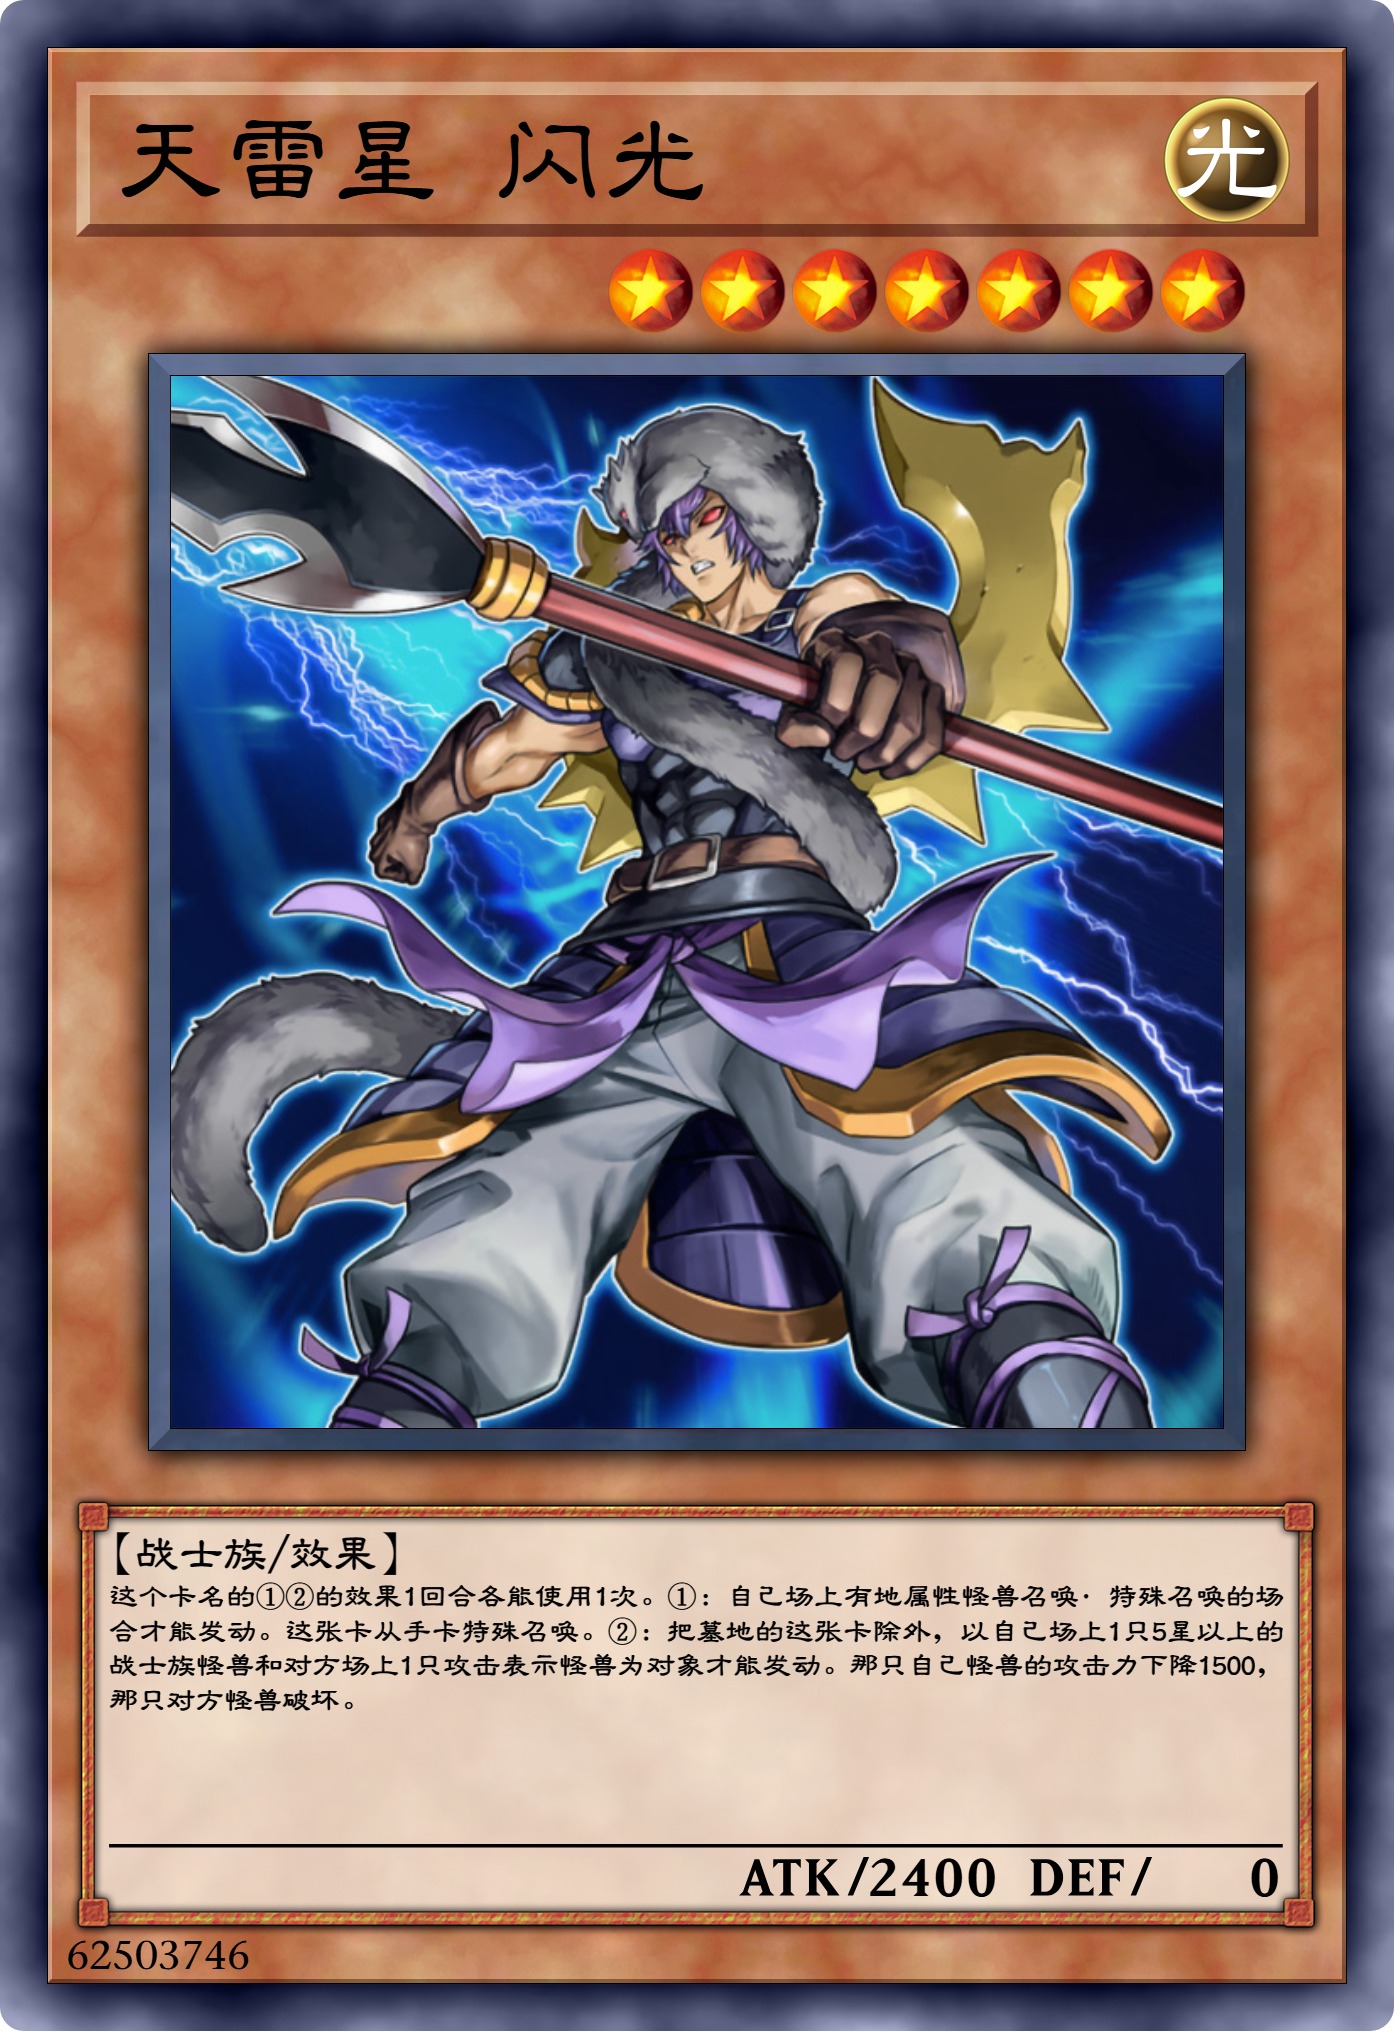 天雷星 闪光
光
【战士族/效果】
这个卡名的①②的效果1回合各能使用1次。①：自己场上有地属性怪兽召唤·特殊召唤的场
合才能发动。这张卡从手卡特殊召唤。②：把墓地的这张卡除外，以自己场上1只5星以上的
战士族怪兽和对方场上1只攻击表示怪兽为对象才能发动。那只自己怪兽的攻击力下降1500，
那只对方怪兽破坏。
ATK/2400 DEF/ 0
62503746